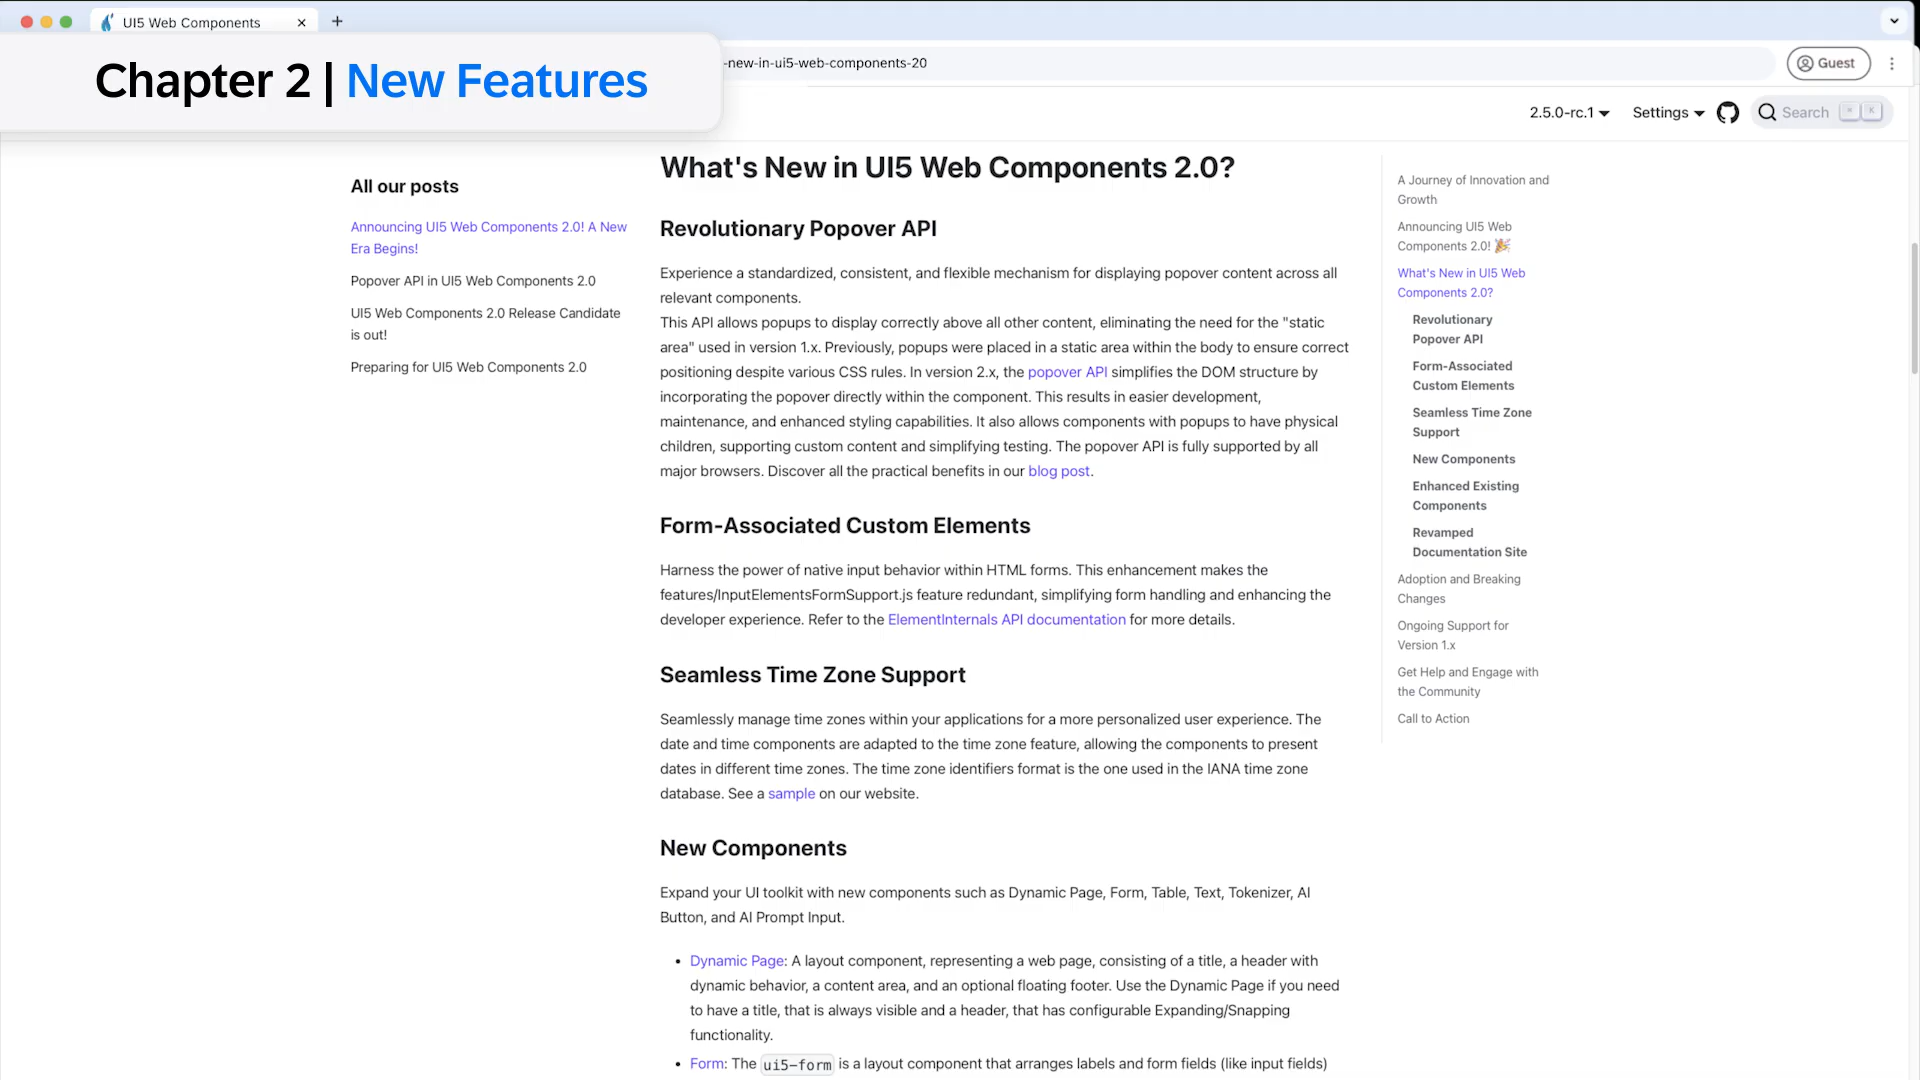 UI5 Web Components
Chapter 2 | New Features
-new-in-ui5-web-components-20
Guest
2.5.0-rc.1
Settings
Search
K
All our posts
Announcing UI5 Web Components 2.0! A New
Era Begins!
Popover API in UI5 Web Components 2.0
UI5 Web Components 2.0 Release Candidate
is out!
Preparing for UI5 Web Components 2.0
What's New in UI5 Web Components 2.0?
Revolutionary Popover API
Experience a standardized, consistent, and flexible mechanism for displaying popover content across all
relevant components.
This API allows popups to display correctly above all other content, eliminating the need for the "static
area" used in version 1.x. Previously, popups were placed in a static area within the body to ensure correct
positioning despite various CSS rules. In version 2.x, the popover API simplifies the DOM structure by
incorporating the popover directly within the component. This results in easier development,
maintenance, and enhanced styling capabilities. It also allows components with popups to have physical
children, supporting custom content and simplifying testing. The popover API is fully supported by all
major browsers. Discover all the practical benefits in our blog post.
Form-Associated Custom Elements
Harness the power of native input behavior within HTML forms. This enhancement makes the
features/InputElementsFormSupport.js feature redundant, simplifying form handling and enhancing the
developer experience. Refer to the ElementInternals API documentation for more details.
Seamless Time Zone Support
Seamlessly manage time zones within your applications for a more personalized user experience. The
date and time components are adapted to the time zone feature, allowing the components to present
dates in different time zones. The time zone identifiers format is the one used in the IANA time zone
database. See a sample on our website.
New Components
Expand your UI toolkit with new components such as Dynamic Page, Form, Table, Text, Tokenizer, AI
Button, and AI Prompt Input.
• Dynamic Page: A layout component, representing a web page, consisting of a title, a header with
dynamic behavior, a content area, and an optional floating footer. Use the Dynamic Page if you need
to have a title, that is always visible and a header, that has configurable Expanding/Snapping
functionality.
• Form: The ui5-form is a layout component that arranges labels and form fields (like input fields)
A Journey of Innovation and
Growth
Announcing UI5 Web
Components 2.0! 🎉
What's New in UI5 Web
Components 2.0?
Revolutionary
Popover API
Form-Associated
Custom Elements
Seamless Time Zone
Support
New Components
Enhanced Existing
Components
Revamped
Documentation Site
Adoption and Breaking
Changes
Ongoing Support for
Version 1.x
Get Help and Engage with
the Community
Call to Action